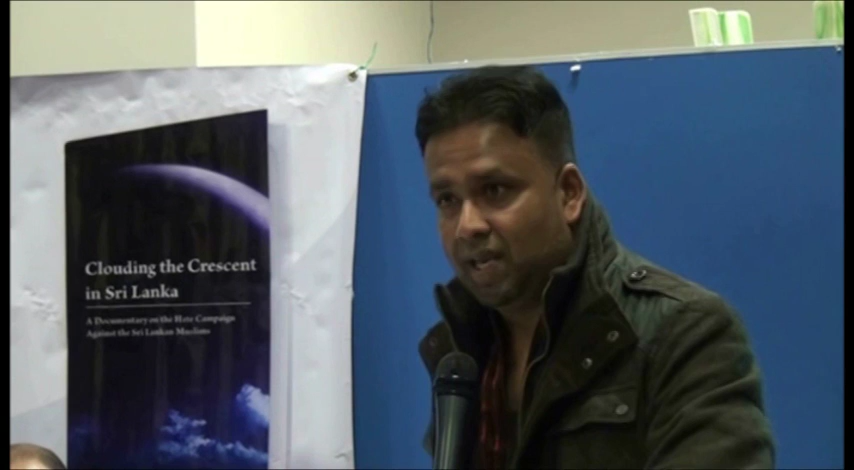 Clouding the Crescent
in Sri Lanka
A Documentary on the Hate Campaign
Against the Sri Lankan Muslims